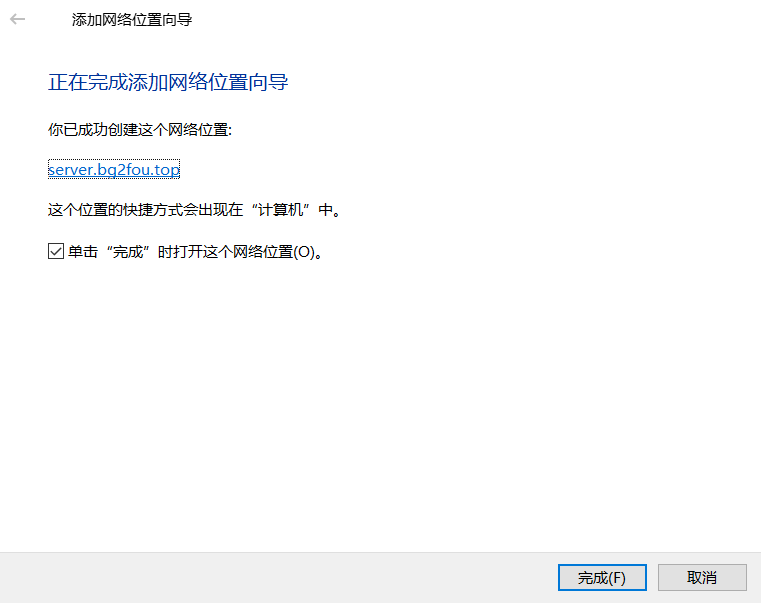 添加网络位置向导
正在完成添加网络位置向导
你已成功创建这个网络位置:
server.bg2fou.top
这个位置的快捷方式会出现在“计算机”中。
单击“完成”时打开这个网络位置(O)。
完成(F) 取消